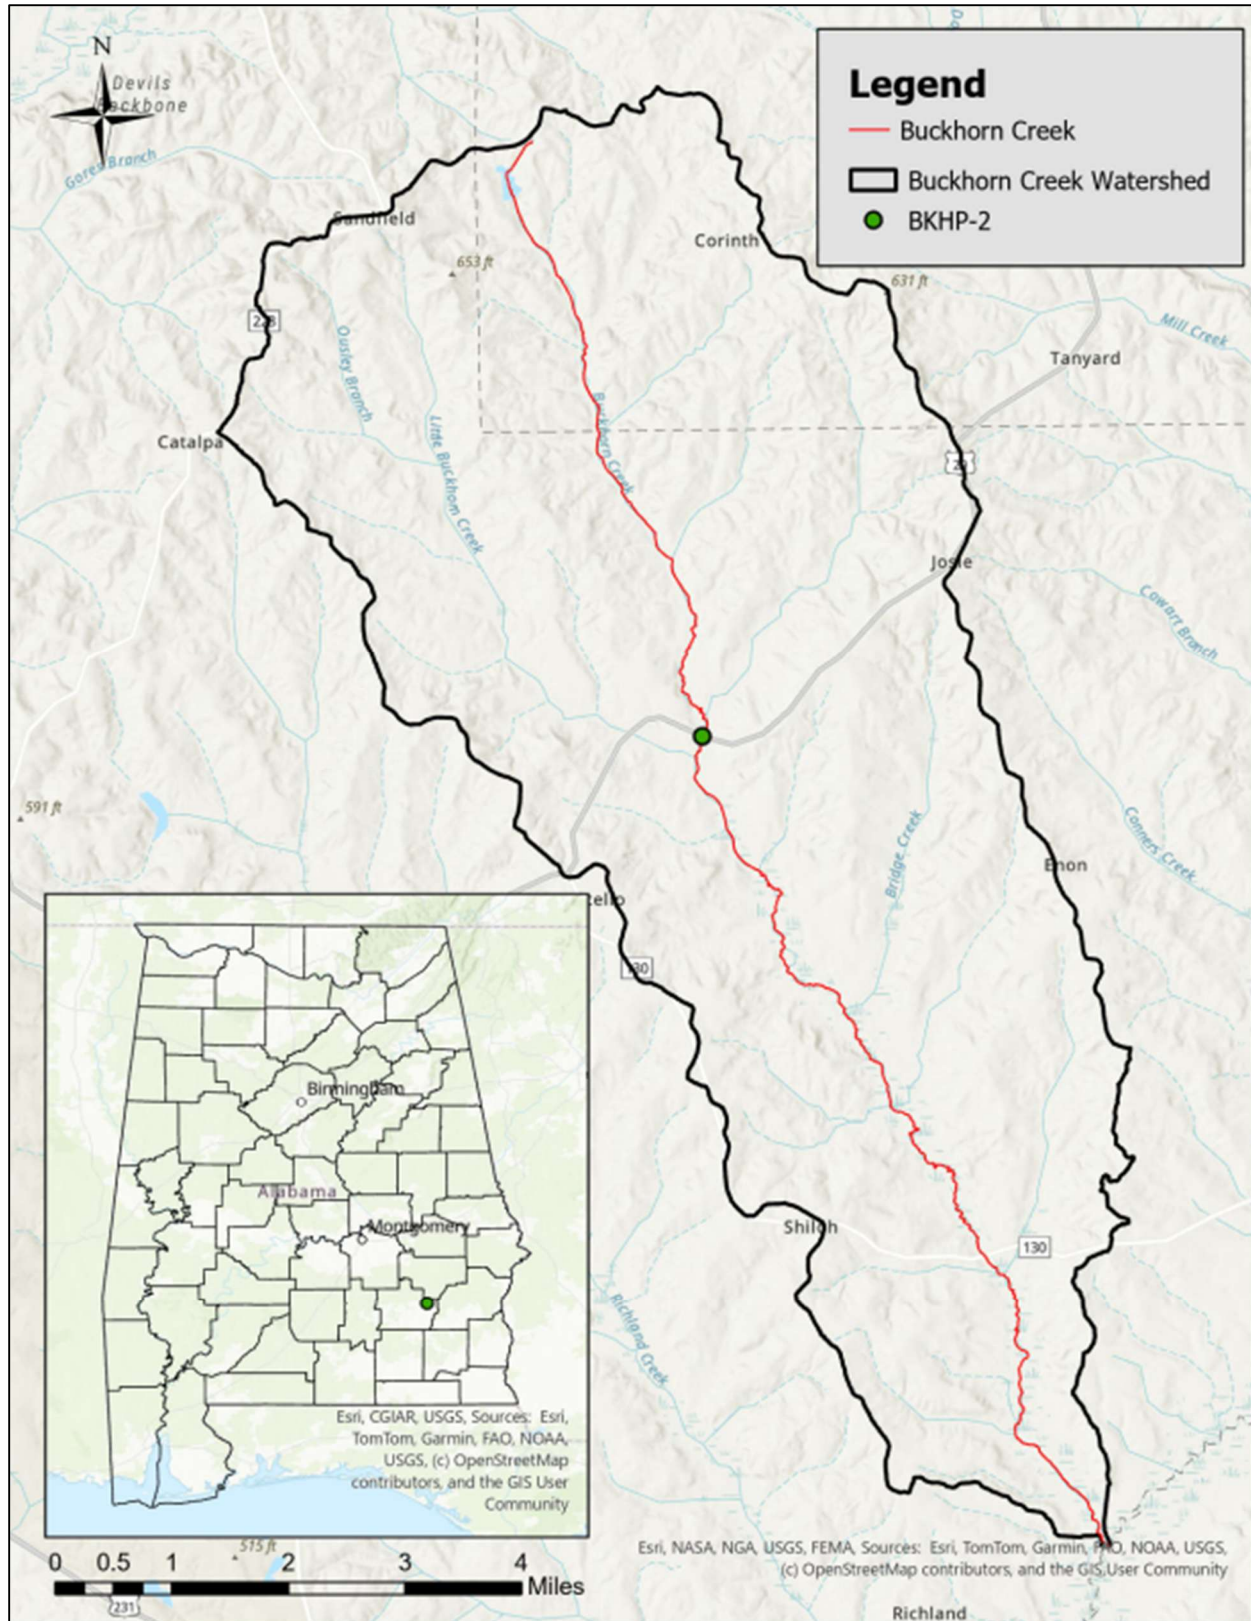 N
Devils
Backbone
Gores Branch
Legend
Buckhorn Creek
Buckhorn Creek Watershed
BKHP-2
Sandfield
Corinth
653 ft
631 ft
Mill Creek
Tanyard
223
Ousley Branch
Little Buckhorn Creek
Buckhorn Creek
Catalpa
29
Josie
Cowart Branch
591 ft
Bridge Creek
Conners Creek
Enon
130
Birmingham
Alabama
Montgomery
Shiloh
130
Richland Creek
Esri, CGIAR, USGS, Sources: Esri,
TomTom, Garmin, FAO, NOAA,
USGS, (c) OpenStreetMap
contributors, and the GIS User
Community
515 ft
0 0.5 1 2 3 4
Miles
231
Esri, NASA, NGA, USGS, FEMA, Sources: Esri, TomTom, Garmin, FAO, NOAA, USGS,
(c) OpenStreetMap contributors, and the GIS User Community
Richland